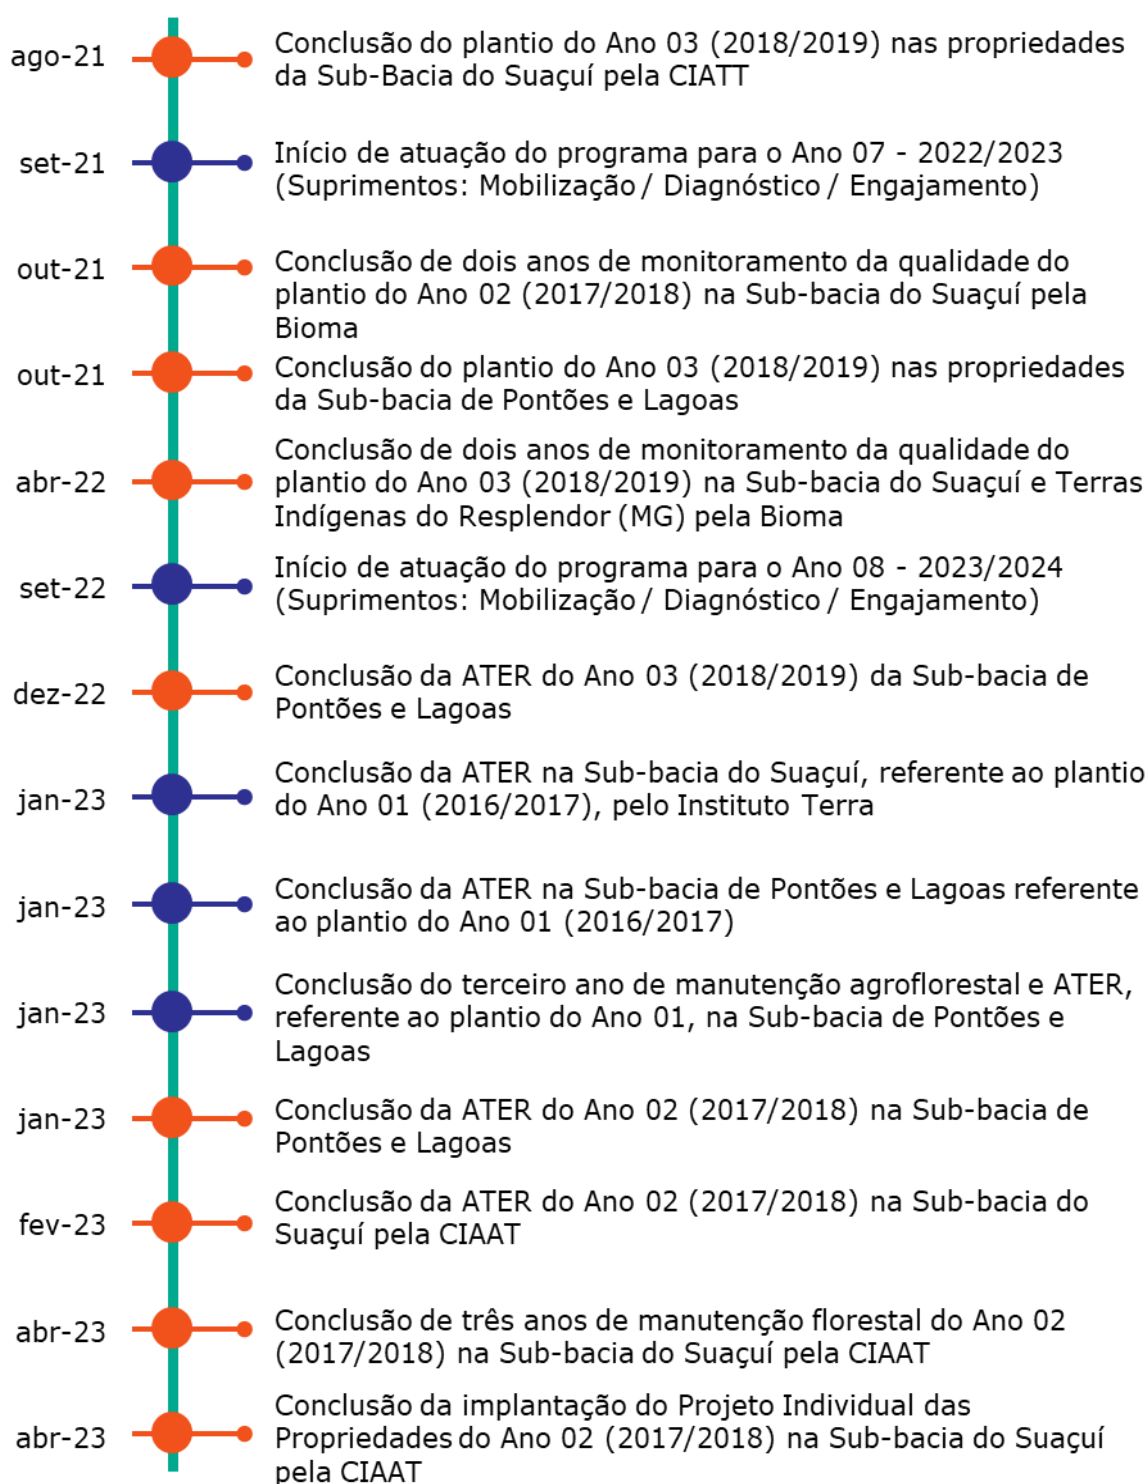 ago-21
Conclusão do plantio do Ano 03 (2018/2019) nas propriedades
da Sub-Bacia do Suaçuí pela CIATT
set-21
Início de atuação do programa para o Ano 07 - 2022/2023
(Suprimentos: Mobilização / Diagnóstico / Engajamento)
out-21
Conclusão de dois anos de monitoramento da qualidade do
plantio do Ano 02 (2017/2018) na Sub-bacia do Suaçuí pela
Bioma
out-21
Conclusão do plantio do Ano 03 (2018/2019) nas propriedades
da Sub-bacia de Pontões e Lagoas
abr-22
Conclusão de dois anos de monitoramento da qualidade do
plantio do Ano 03 (2018/2019) na Sub-bacia do Suaçuí e Terras
Indígenas do Resplendor (MG) pela Bioma
set-22
Início de atuação do programa para o Ano 08 - 2023/2024
(Suprimentos: Mobilização / Diagnóstico / Engajamento)
dez-22
Conclusão da ATER do Ano 03 (2018/2019) da Sub-bacia de
Pontões e Lagoas
jan-23
Conclusão da ATER na Sub-bacia do Suaçuí, referente ao plantio
do Ano 01 (2016/2017), pelo Instituto Terra
jan-23
Conclusão da ATER na Sub-bacia de Pontões e Lagoas referente
ao plantio do Ano 01 (2016/2017)
jan-23
Conclusão do terceiro ano de manutenção agroflorestal e ATER,
referente ao plantio do Ano 01, na Sub-bacia de Pontões e
Lagoas
jan-23
Conclusão da ATER do Ano 02 (2017/2018) na Sub-bacia de
Pontões e Lagoas
fev-23
Conclusão da ATER do Ano 02 (2017/2018) na Sub-bacia do
Suaçuí pela CIAAT
abr-23
Conclusão de três anos de manutenção florestal do Ano 02
(2017/2018) na Sub-bacia do Suaçuí pela CIAAT
abr-23
Conclusão da implantação do Projeto Individual das
Propriedades do Ano 02 (2017/2018) na Sub-bacia do Suaçuí
pela CIAAT